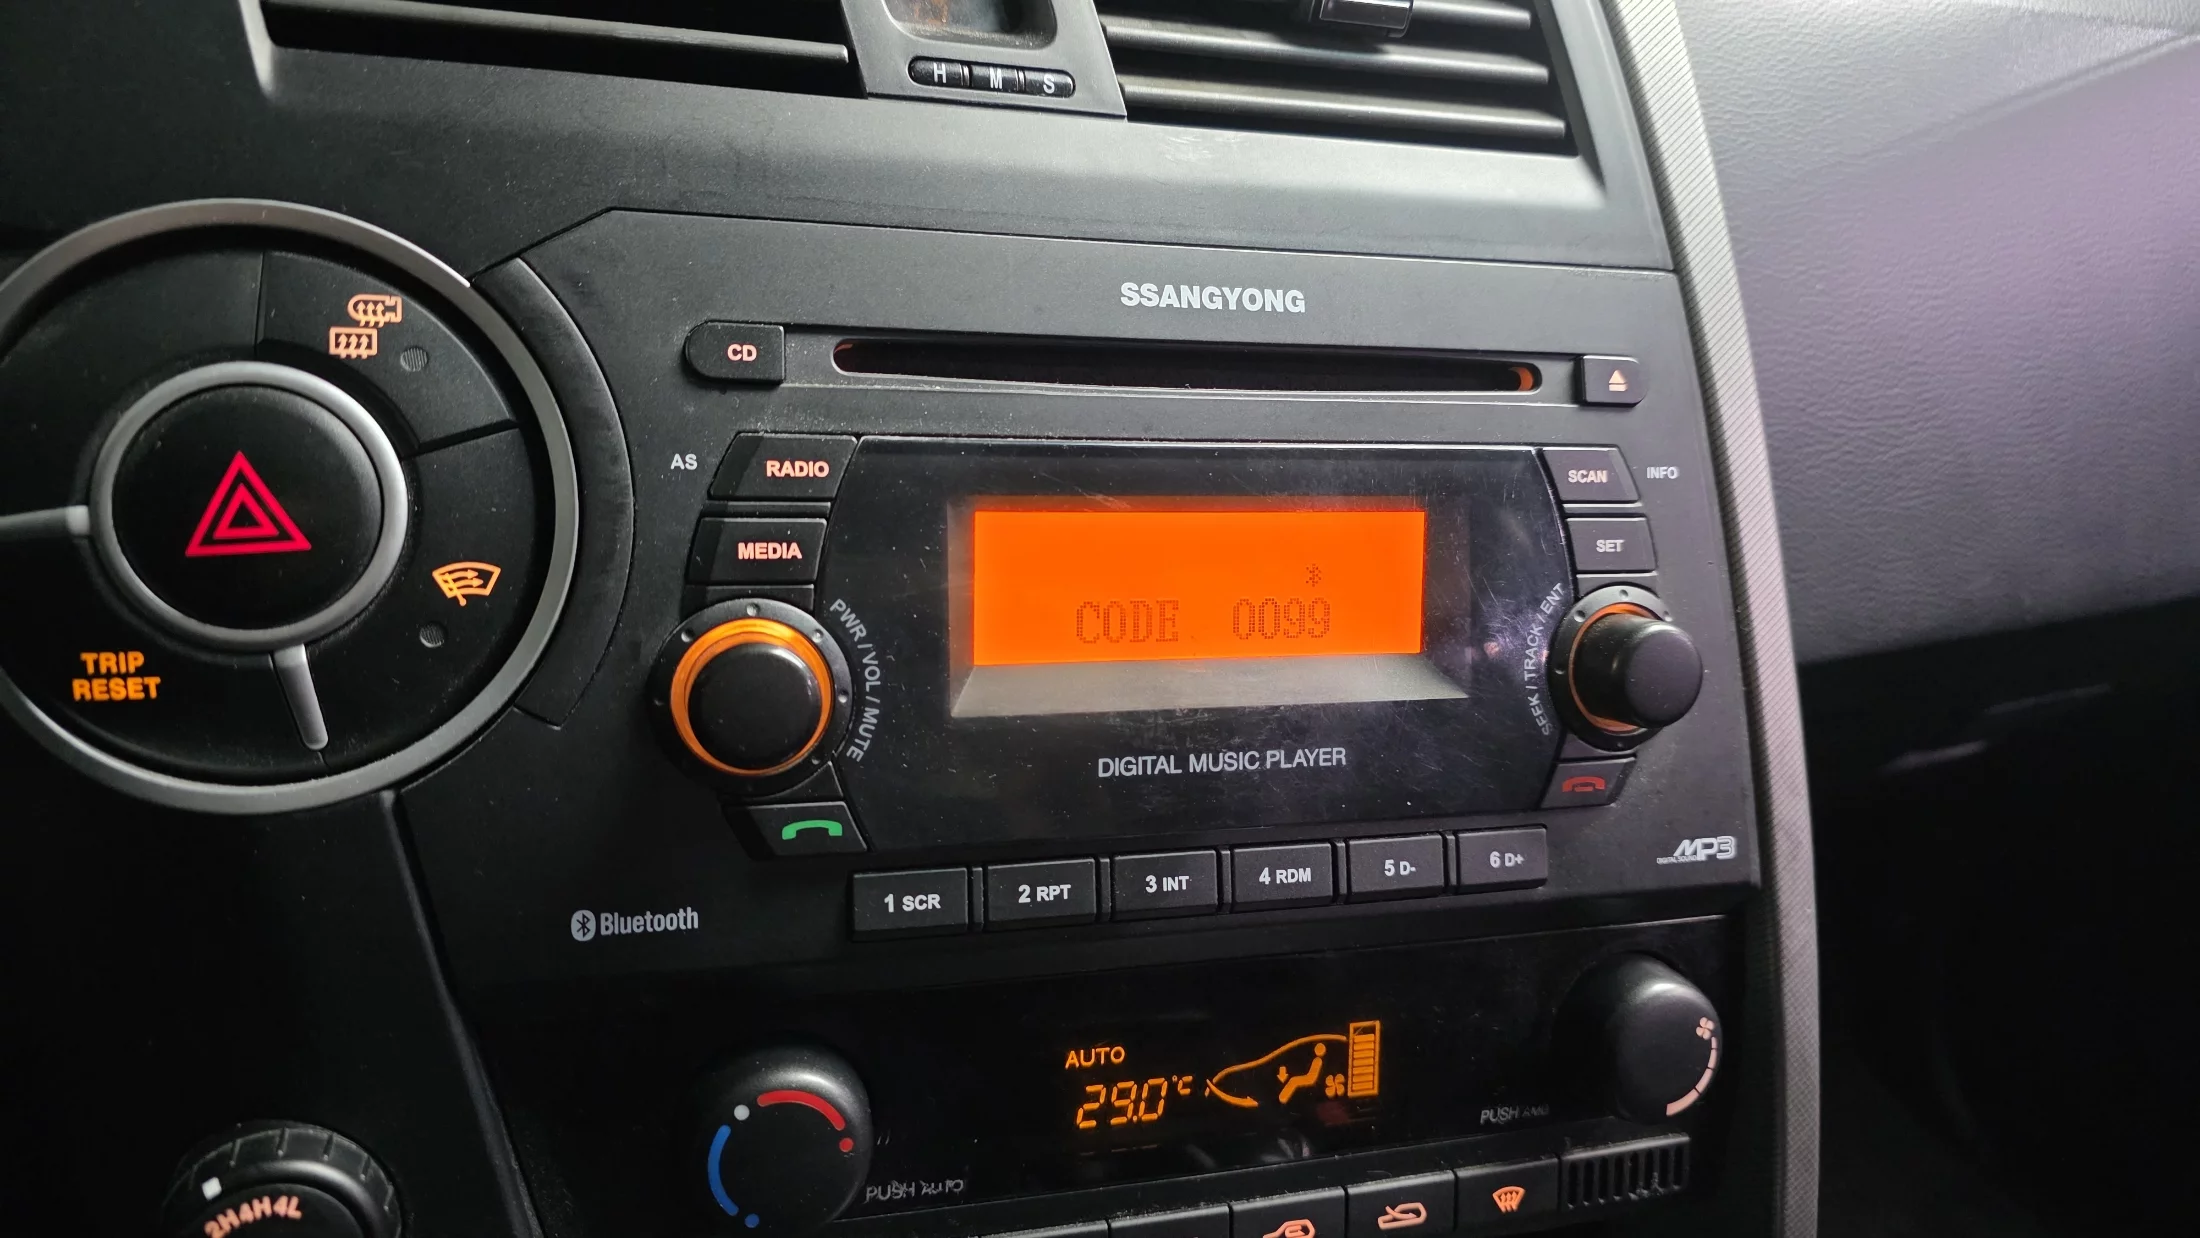 H M S
SSANGYONG
CD
AS
RADIO
SCAN
INFO
MEDIA
SET
CODE 0099
PWR / VOL / MUTE
SEEK / TRACK / ENT
TRIP
RESET
DIGITAL MUSIC PLAYER
1 SCR
2 RPT
3 INT
4 RDM
5 D-
6 D+
MP3
Bluetooth
AUTO
29.0°C
PUSH AUTO
PUSH AMB
2H4H4L